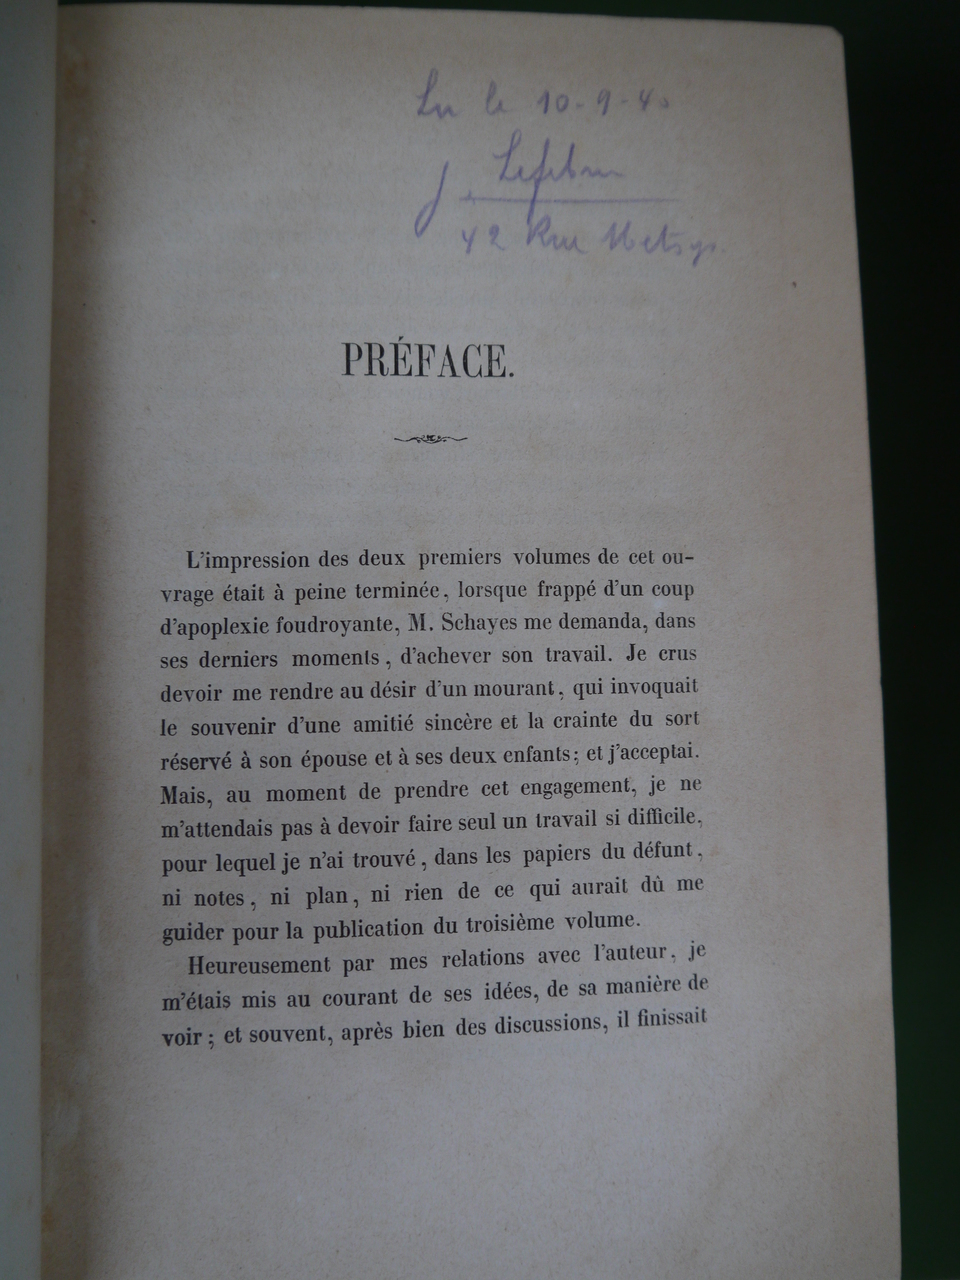 Lu le 10-9-40
J. Lefebvre
42 Rue Metsys.
PRÉFACE.
L'impression des deux premiers volumes de cet ou-
vrage était à peine terminée, lorsque frappé d'un coup
d'apoplexie foudroyante, M. Schayes me demanda, dans
ses derniers moments, d'achever son travail. Je crus
devoir me rendre au désir d'un mourant, qui invoquait
le souvenir d'une amitié sincère et la crainte du sort
réservé à son épouse et à ses deux enfants; et j'acceptai.
Mais, au moment de prendre cet engagement, je ne
m'attendais pas à devoir faire seul un travail si difficile,
pour lequel je n'ai trouvé, dans les papiers du défunt,
ni notes, ni plan, ni rien de ce qui aurait dû me
guider pour la publication du troisième volume.
Heureusement par mes relations avec l'auteur, je
m'étais mis au courant de ses idées, de sa manière de
voir; et souvent, après bien des discussions, il finissait